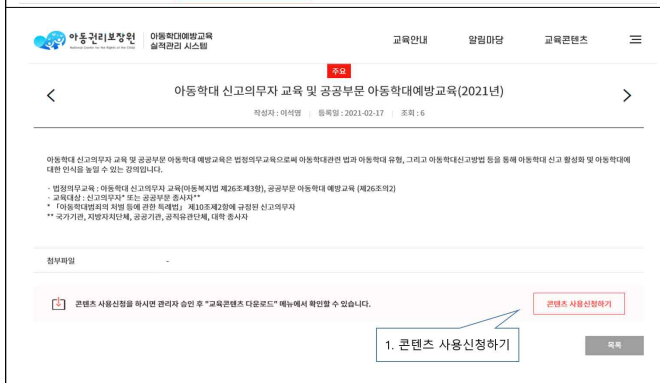 아동권리보장원
National Center for the Rights of the Child
아동학대예방교육
실적관리 시스템
교육안내 알림마당 교육콘텐츠
주요
아동학대 신고의무자 교육 및 공공부문 아동학대예방교육(2021년)
작성자 : 이석영 | 등록일 : 2021-02-17 | 조회 : 6
아동학대 신고의무자 교육 및 공공부문 아동학대 예방교육은 법정의무교육으로써 아동학대관련 법과 아동학대 유형, 그리고 아동학대신고방법 등을 통해 아동학대 신고 활성화 및 아동학대에
대한 인식을 높일 수 있는 강의입니다.
· 법정의무교육 : 아동학대 신고의무자 교육(아동복지법 제26조제3항), 공공부문 아동학대 예방교육 (제26조의2)
· 교육대상 : 신고의무자* 또는 공공부문 종사자**
* 「아동학대범죄의 처벌 등에 관한 특례법」 제10조제2항에 규정된 신고의무자
** 국가기관, 지방자치단체, 공공기관, 공직유관단체, 대학 종사자
첨부파일 -
콘텐츠 사용신청을 하시면 관리자 승인 후 "교육콘텐츠 다운로드" 메뉴에서 확인할 수 있습니다.
콘텐츠 사용신청하기
1. 콘텐츠 사용신청하기
목록